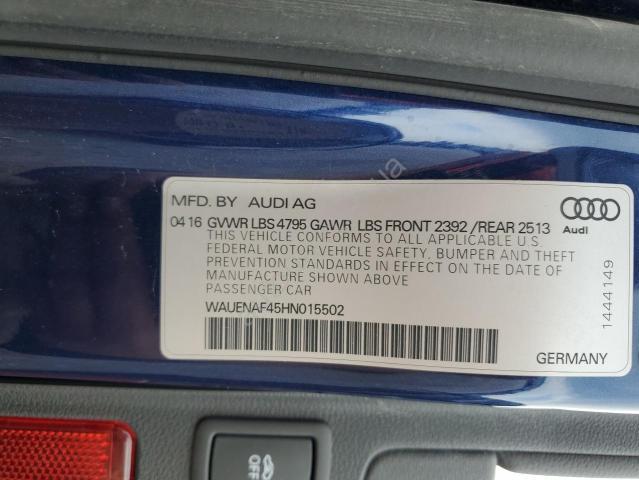 MFD. BY AUDI AG
04 16 GVWR LBS 4795 GAWR LBS FRONT 2392 /REAR 2513
THIS VEHICLE CONFORMS TO ALL APPLICABLE U.S.
FEDERAL MOTOR VEHICLE SAFETY, BUMPER AND THEFT
PREVENTION STANDARDS IN EFFECT ON THE DATE OF
MANUFACTURE SHOWN ABOVE
PASSENGER CAR
WAUENAF45HN015502
Audi
1444149
GERMANY
OFF